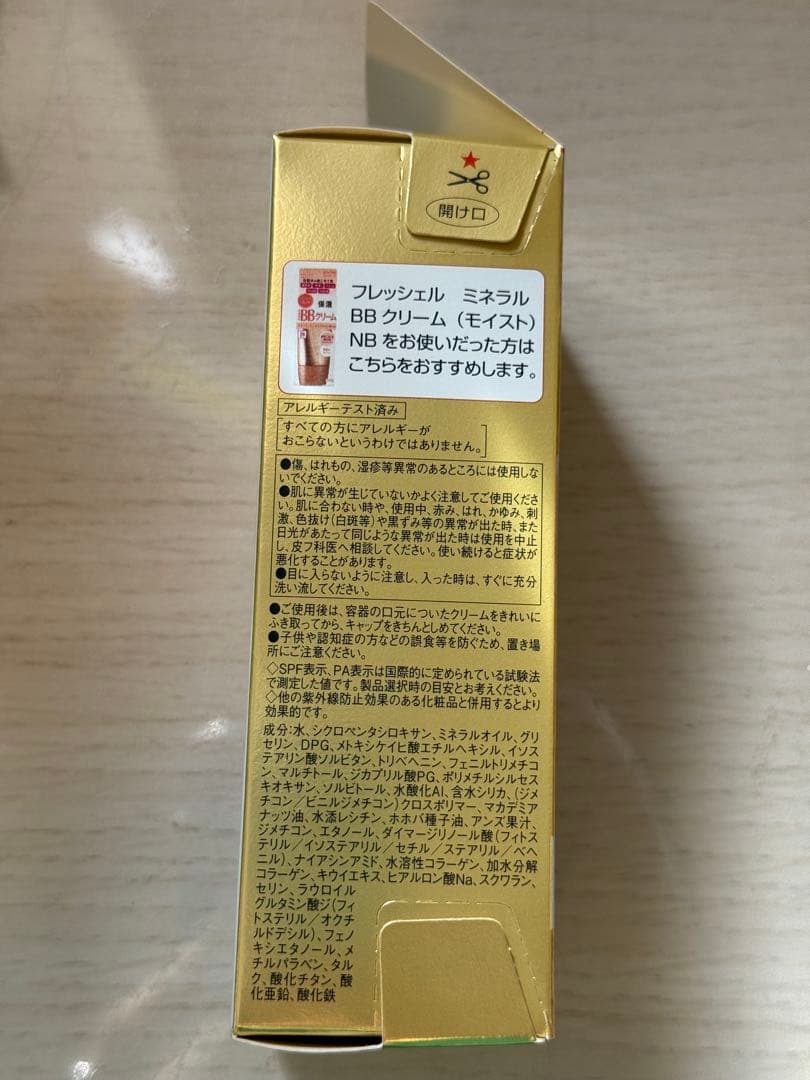 開け口
保湿
BBクリーム
フレッシェル ミネラル
BBクリーム（モイスト）
NBをお使いだった方は
こちらをおすすめします。
アレルギーテスト済み
すべての方にアレルギーが
おこらないというわけではありません。
●傷、はれもの、湿疹等異常のあるところには使用しな
いでください。
●肌に異常が生じていないかよく注意してご使用くださ
い。肌に合わない時や、使用中、赤み、はれ、かゆみ、刺
激、色抜け(白斑等)や黒ずみ等の異常が出た時、また
日光があたって同じような異常が出た時は使用を中止
し、皮フ科医へ相談してください。使い続けると症状が
悪化することがあります。
●目に入らないように注意し、入った時は、すぐに充分
洗い流してください。
●ご使用後は、容器の口元についたクリームをきれいに
ふき取ってから、キャップをきちんとしめてください。
●子供や認知症の方などの誤食等を防ぐため、置き場
所にご注意ください。
◇SPF表示、PA表示は国際的に定められている試験法
で測定した値です。製品選択時の目安とお考えください。
◇他の紫外線防止効果のある化粧品と併用するとより
効果的です。
成分:水、シクロペンタシロキサン、ミネラルオイル、グリ
セリン、DPG、メトキシケイヒ酸エチルヘキシル、イソス
テアリン酸ソルビタン、トリベヘニン、フェニルトリメチコ
ン、マルチトール、ジカプリル酸PG、ポリメチルシルセス
キオキサン、ソルビトール、水酸化Al、含水シリカ、(ジメ
チコン／ビニルジメチコン)クロスポリマー、マカデミア
ナッツ油、水添レシチン、ホホバ種子油、アンズ果汁、
ジメチコン、エタノール、ダイマージリノール酸(フィトス
テリル／イソステアリル／セチル／ステアリル／ベヘ
ニル)、ナイアシンアミド、水溶性コラーゲン、加水分解
コラーゲン、キウイエキス、ヒアルロン酸Na、スクワラン、
セリン、ラウロイル
グルタミン酸ジ(フィ
トステリル／オクチ
ルドデシル)、フェノ
キシエタノール、メ
チルパラベン、タル
ク、酸化チタン、酸
化亜鉛、酸化鉄